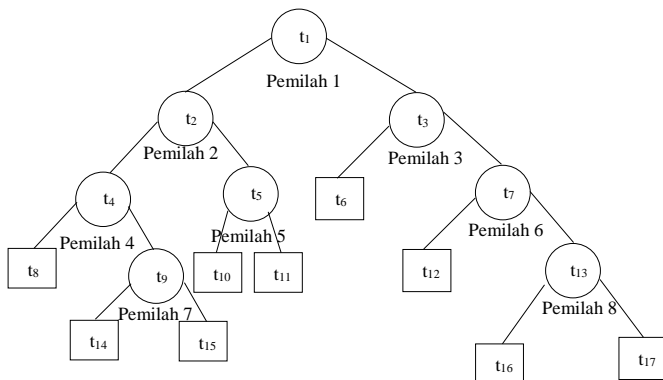 t1
Pemilah 1
t2
t3
Pemilah 2
Pemilah 3
t4
t5
t6
t7
Pemilah 4
Pemilah 5
Pemilah 6
t8
t9
t10
t11
t12
t13
Pemilah 7
Pemilah 8
t14
t15
t16
t17